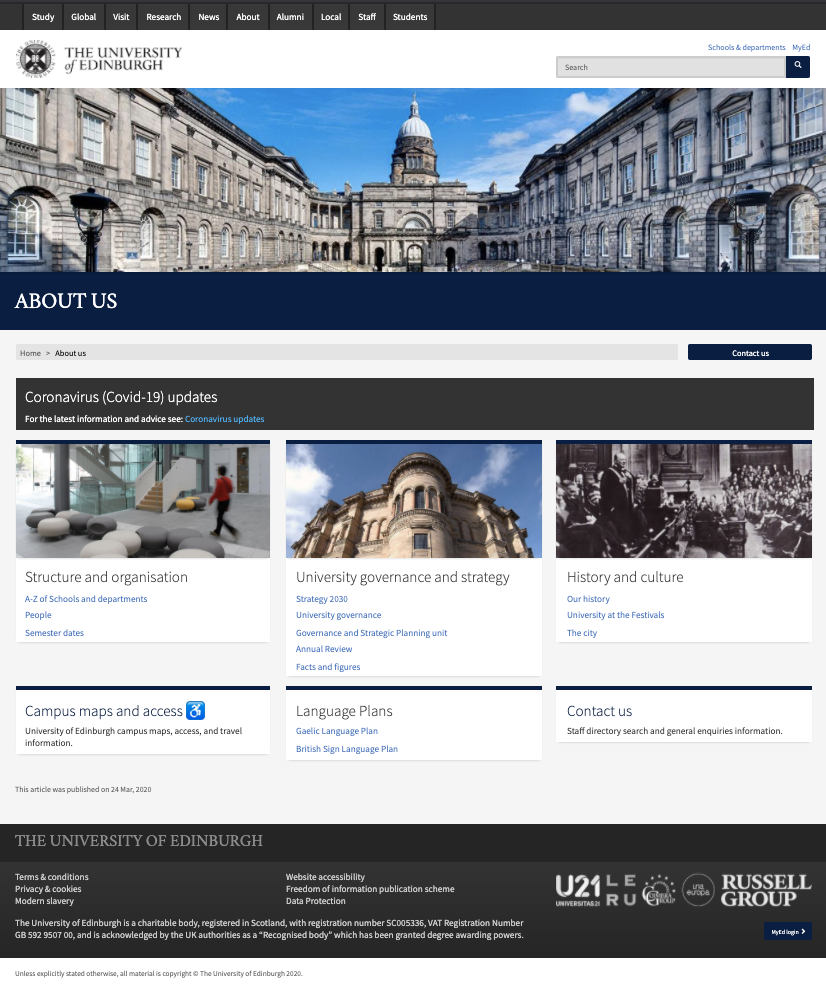 Study Global Visit Research News About Alumni Local Staff Students
THE UNIVERSITY
of EDINBURGH
Schools & departments MyEd
Search
ABOUT US
Home > About us
Contact us
Coronavirus (Covid-19) updates
For the latest information and advice see: Coronavirus updates
Structure and organisation
A-Z of Schools and departments
People
Semester dates
University governance and strategy
Strategy 2030
University governance
Governance and Strategic Planning unit
Annual Review
Facts and figures
History and culture
Our history
University at the Festivals
The city
Campus maps and access
University of Edinburgh campus maps, access, and travel
information.
Language Plans
Gaelic Language Plan
British Sign Language Plan
Contact us
Staff directory search and general enquiries information.
This article was published on 24 Mar, 2020
THE UNIVERSITY OF EDINBURGH
Terms & conditions
Privacy & cookies
Modern slavery
Website accessibility
Freedom of information publication scheme
Data Protection
U21
UNIVERSITAS21
LE
RU
COIMBRA
GROUP
una
europa
RUSSELL
GROUP
The University of Edinburgh is a charitable body, registered in Scotland, with registration number SC005336, VAT Registration Number
GB 592 9507 00, and is acknowledged by the UK authorities as a “Recognised body” which has been granted degree awarding powers.
MyEd login
Unless explicitly stated otherwise, all material is copyright © The University of Edinburgh 2020.